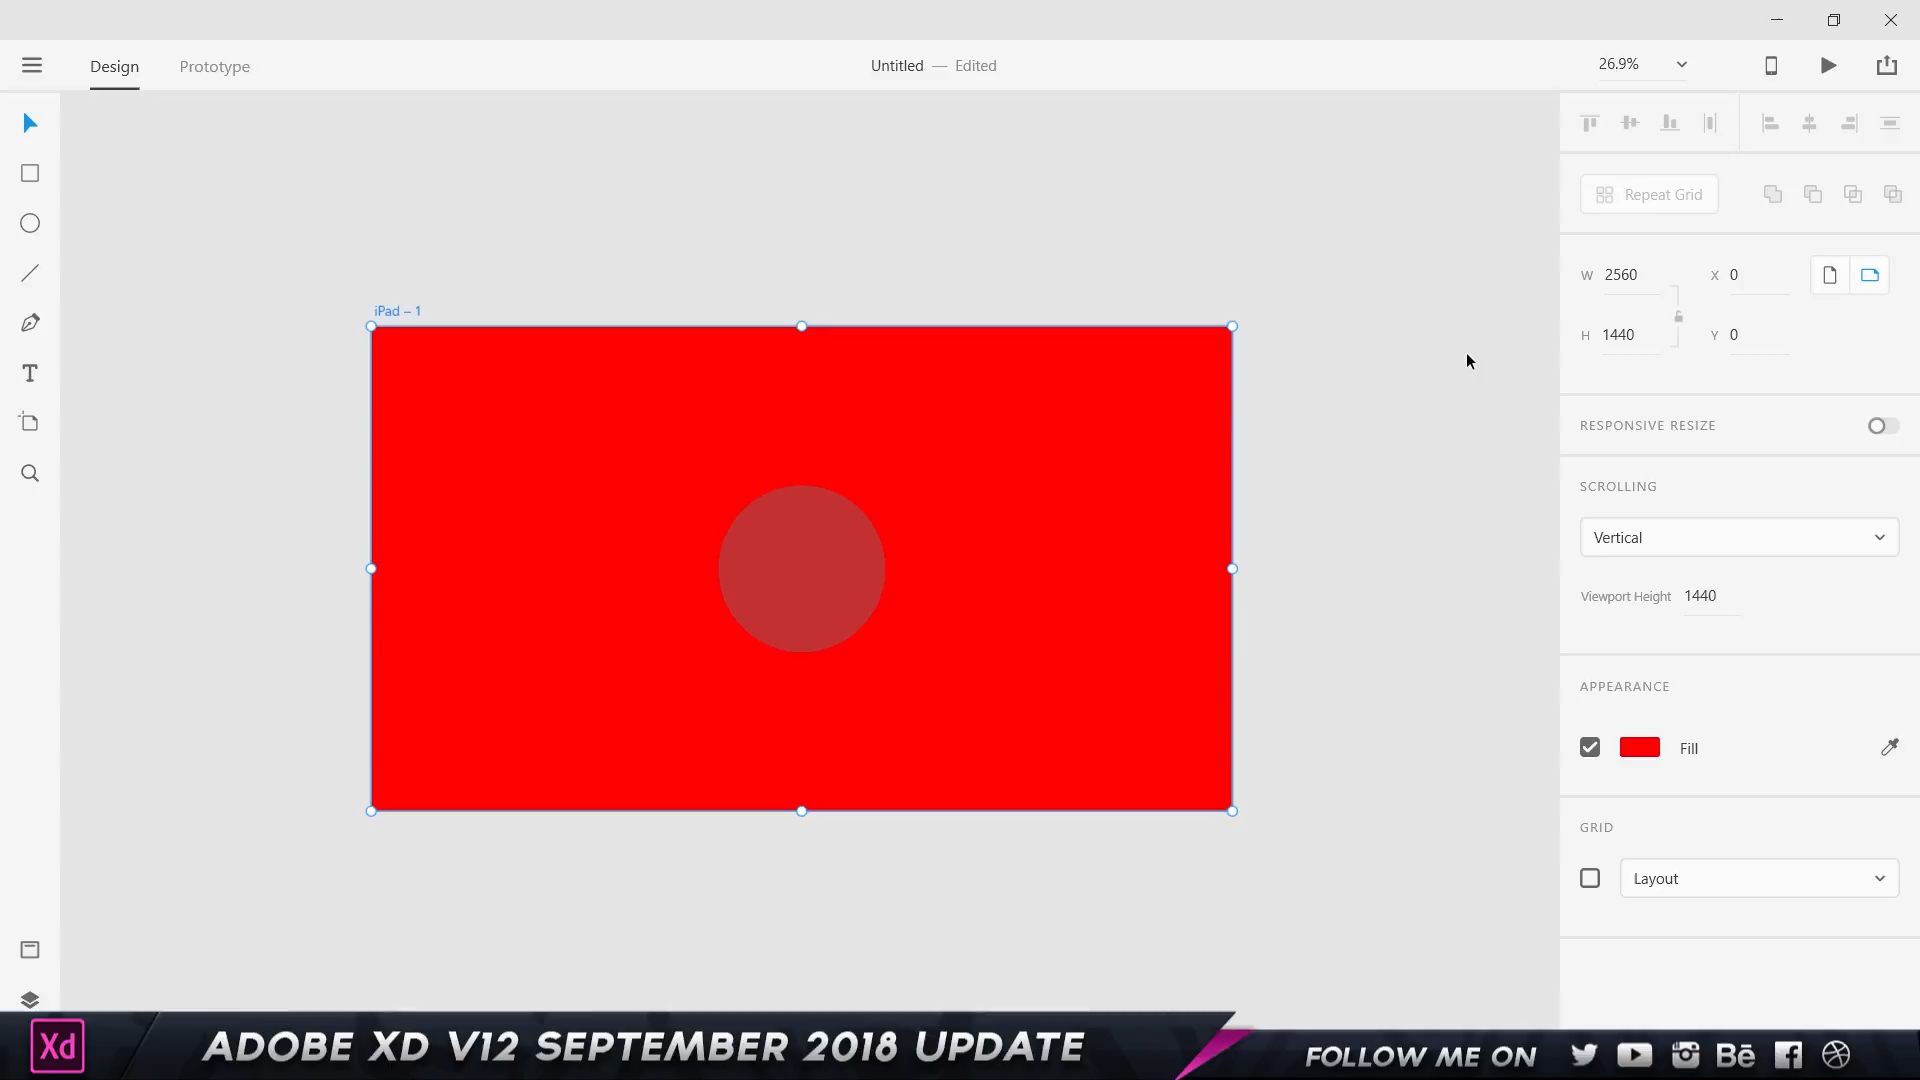 Design
Prototype
Untitled — Edited
26.9%
Repeat Grid
W 2560
X 0
H 1440
Y 0
iPad – 1
RESPONSIVE RESIZE
SCROLLING
Vertical
Viewport Height 1440
APPEARANCE
Fill
GRID
Layout
Xd
ADOBE XD V12 SEPTEMBER 2018 UPDATE
FOLLOW ME ON
Bē